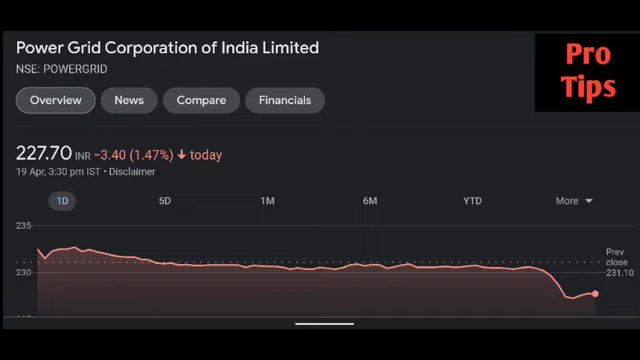 Power Grid Corporation of India Limited
NSE: POWERGRID
Pro
Tips
Overview News Compare Financials
227.70 INR −3.40 (1.47%) ↓ today
19 Apr, 3:30 pm IST • Disclaimer
1D 5D 1M 6M YTD More
235
230
Prev
close
231.10